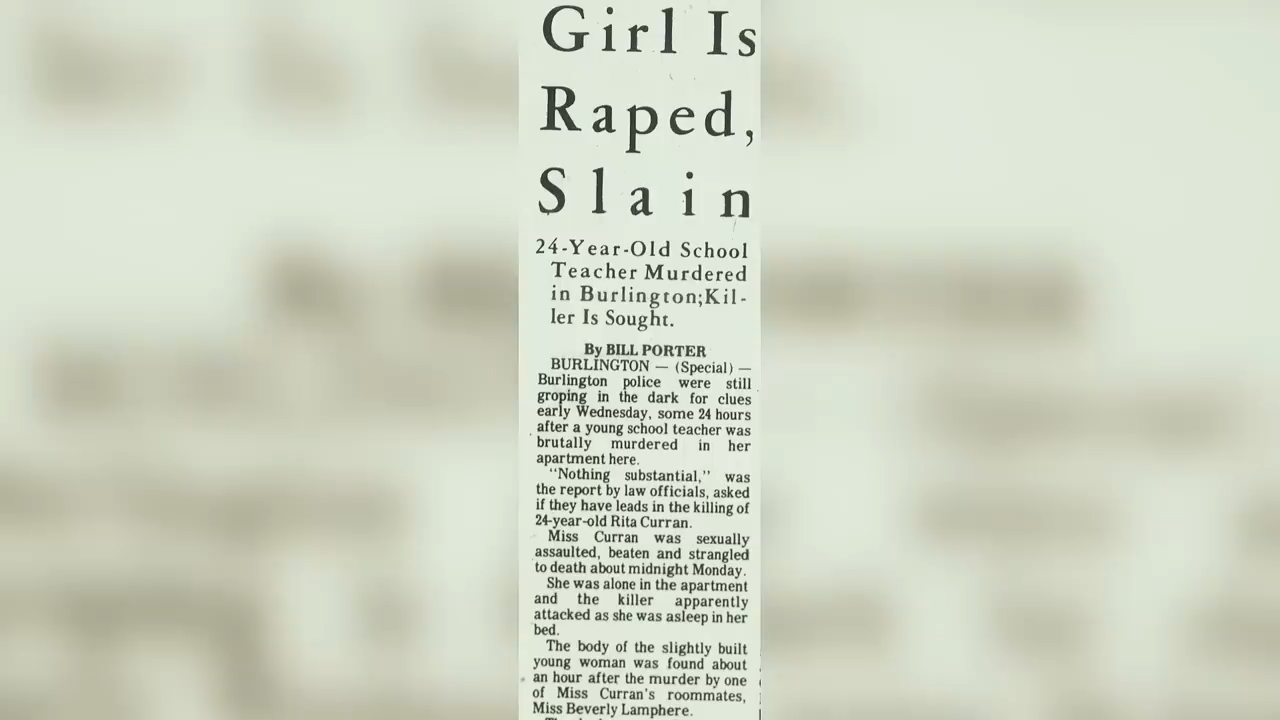 Girl Is
Raped,
Slain
24-Year-Old School
Teacher Murdered
in Burlington;Kil-
ler Is Sought.
By BILL PORTER
BURLINGTON — (Special) —
Burlington police were still
groping in the dark for clues
early Wednesday, some 24 hours
after a young school teacher was
brutally murdered in her
apartment here.
"Nothing substantial," was
the report by law officials, asked
if they have leads in the killing of
24-year-old Rita Curran.
Miss Curran was sexually
assaulted, beaten and strangled
to death about midnight Monday.
She was alone in the apartment
and the killer apparently
attacked as she was asleep in her
bed.
The body of the slightly built
young woman was found about
an hour after the murder by one
of Miss Curran's roommates,
Miss Beverly Lamphere.